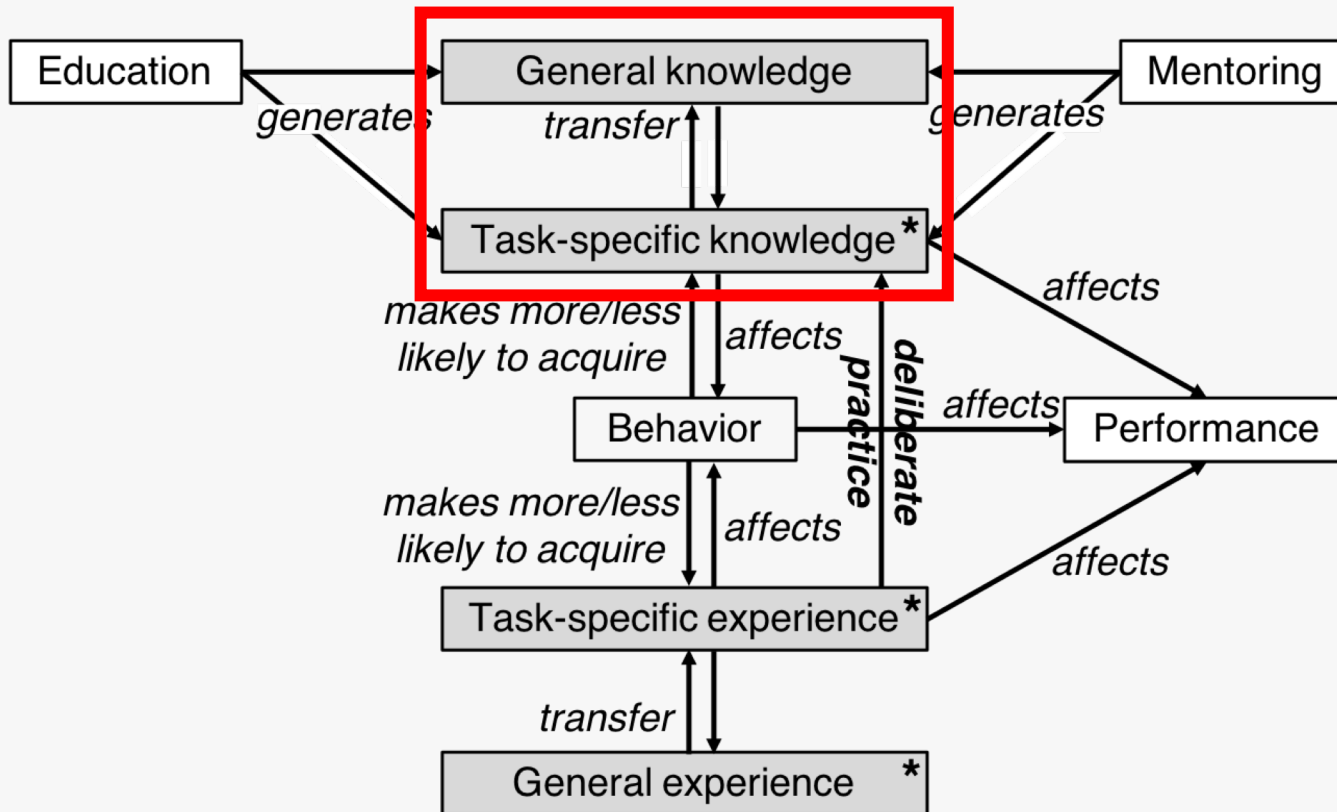 Education
General knowledge
Mentoring
generates
transfer
generates
Task-specific knowledge*
makes more/less
likely to acquire
affects
deliberate
practice
affects
Behavior
affects
Performance
makes more/less
likely to acquire
affects
affects
Task-specific experience*
transfer
General experience *